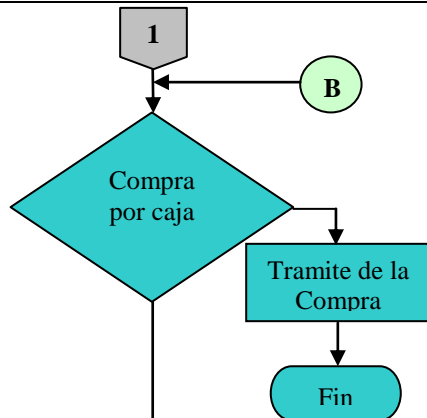 1
B
Compra
por caja
Tramite de la
Compra
Fin